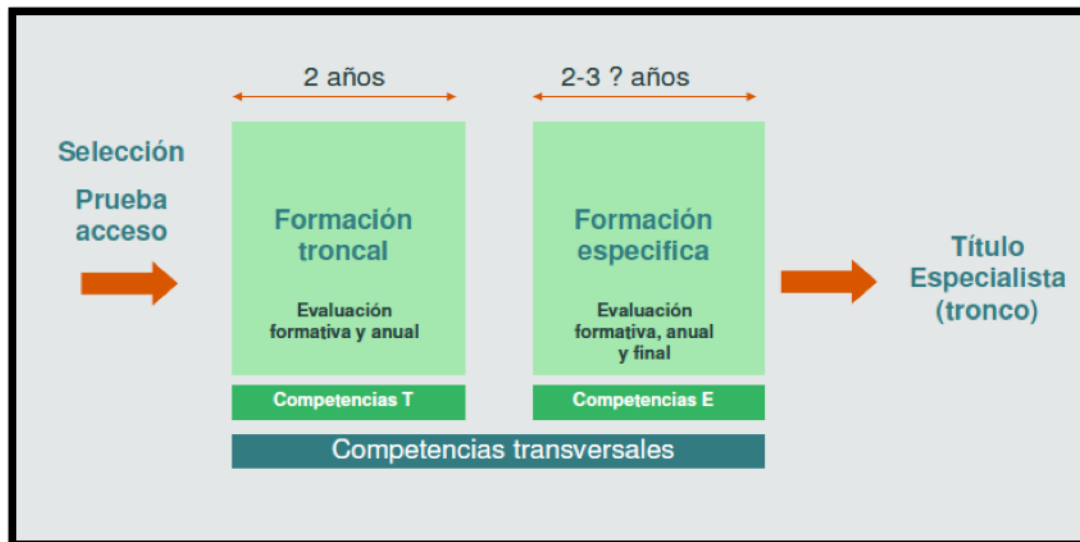 2 años
2-3 ? años
Selección
Prueba
acceso
Formación
troncal
Evaluación
formativa y anual
Competencias T
Formación
especifica
Evaluación
formativa, anual
y final
Competencias E
Competencias transversales
Título
Especialista
(tronco)